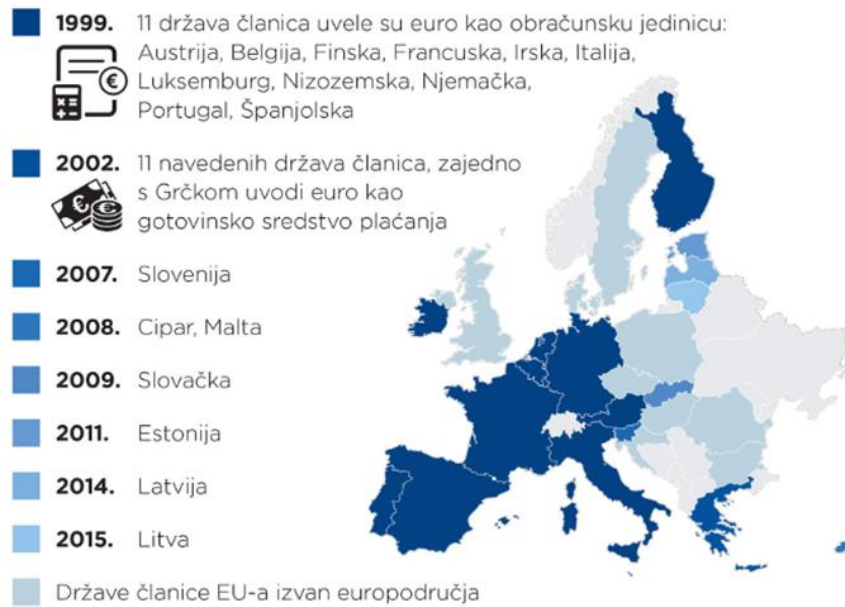 1999. 11 država članica uvele su euro kao obračunsku jedinicu:
Austrija, Belgija, Finska, Francuska, Irska, Italija,
Luksemburg, Nizozemska, Njemačka,
Portugal, Španjolska
2002. 11 navedenih država članica, zajedno
s Grčkom uvodi euro kao
gotovinsko sredstvo plaćanja
2007. Slovenija
2008. Cipar, Malta
2009. Slovačka
2011. Estonija
2014. Latvija
2015. Litva
Države članice EU-a izvan europodručja